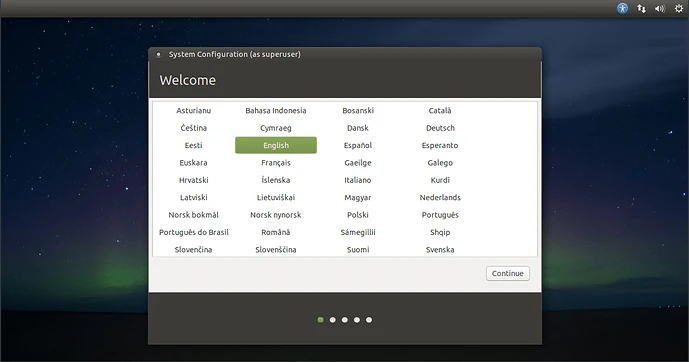 System Configuration (as superuser)
Welcome
Asturianu Bahasa Indonesia Bosanski Català
Čeština Cymraeg Dansk Deutsch
Eesti English Español Esperanto
Euskara Français Gaeilge Galego
Hrvatski Íslenska Italiano Kurdî
Latviski Lietuviškai Magyar Nederlands
Norsk bokmål Norsk nynorsk Polski Português
Português do Brasil Română Sámegillii Shqip
Slovenčina Slovenščina Suomi Svenska
Continue